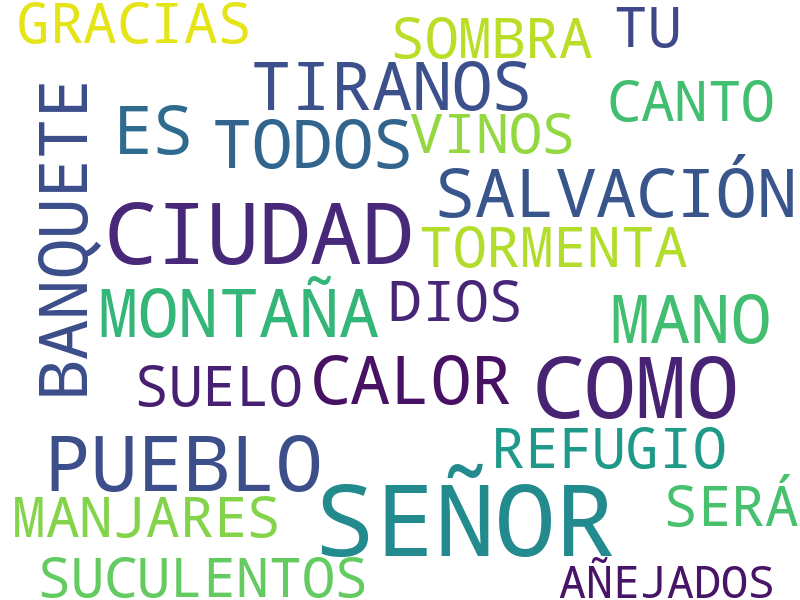 GRACIAS
SOMBRA
TU
TIRANOS
CANTO
BANQUETE
ES
TODOS
VINOS
SALVACIÓN
CIUDAD
TORMENTA
MONTAÑA
DIOS
MANO
SUELO
CALOR
COMO
PUEBLO
REFUGIO
SEÑOR
SERÁ
MANJARES
SUCULENTOS
AÑEJADOS